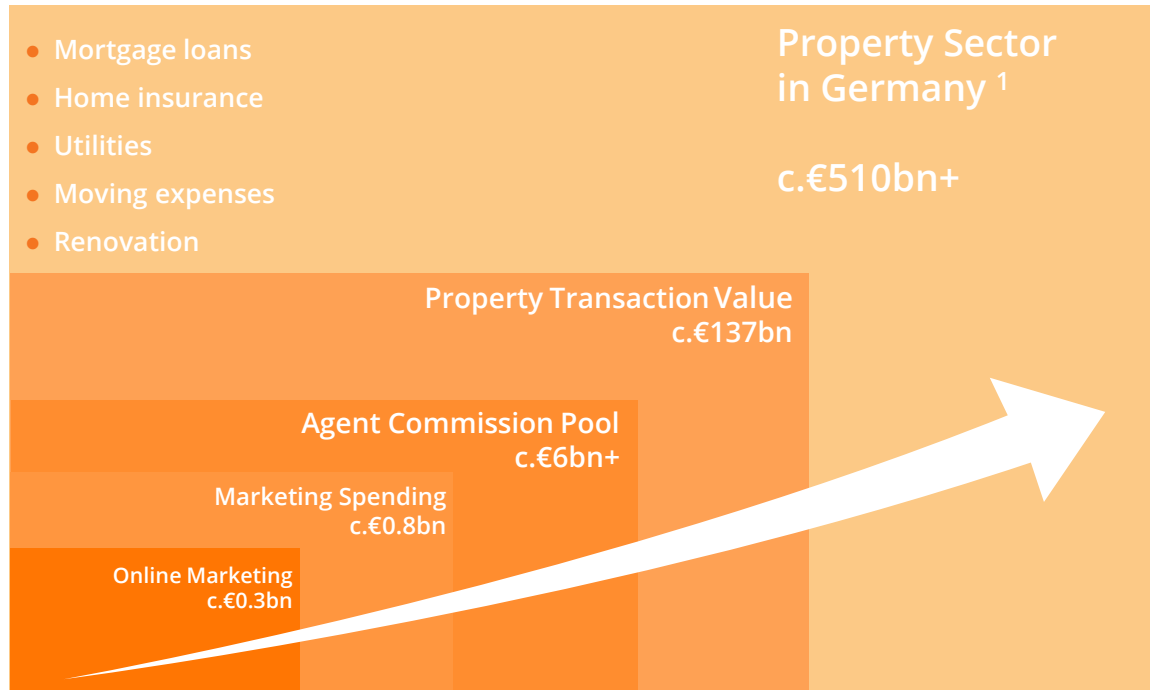 Mortgage loans
Home insurance
Utilities
Moving expenses
Renovation
Property Sector
in Germany ¹
c.€510bn+
Property Transaction Value
c.€137bn
Agent Commission Pool
c.€6bn+
Marketing Spending
c.€0.8bn
Online Marketing
c.€0.3bn